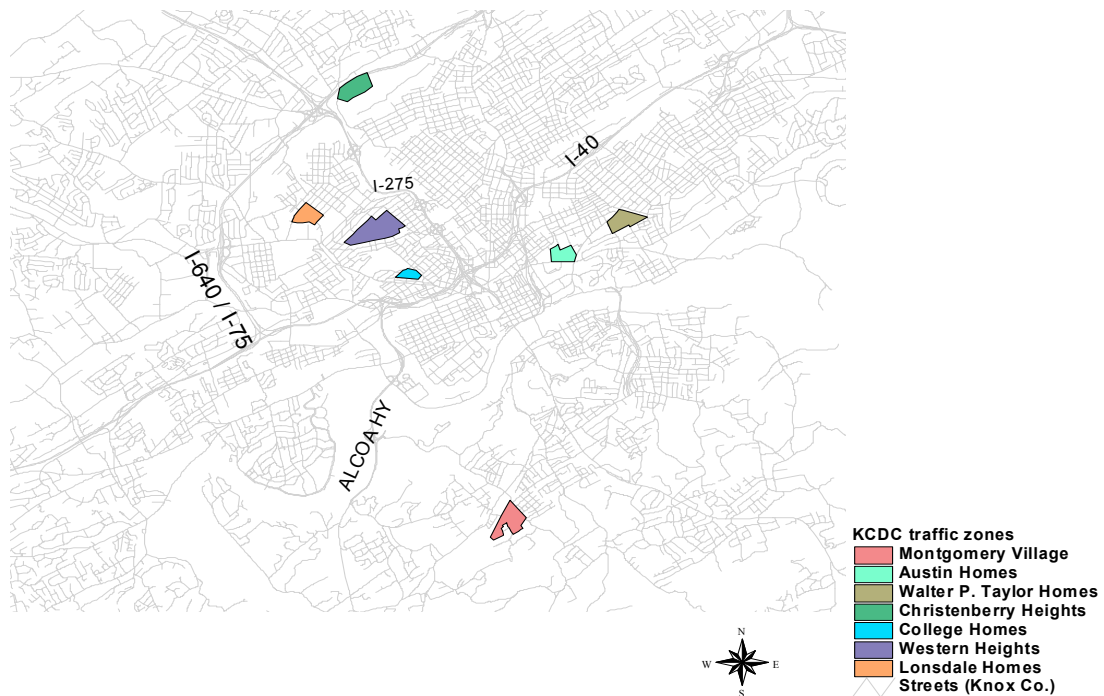 I-40
I-275
I-640 / I-75
ALCOA HY
KCDC traffic zones
Montgomery Village
Austin Homes
Walter P. Taylor Homes
Christenberry Heights
College Homes
Western Heights
Lonsdale Homes
Streets (Knox Co.)
N
W E
S